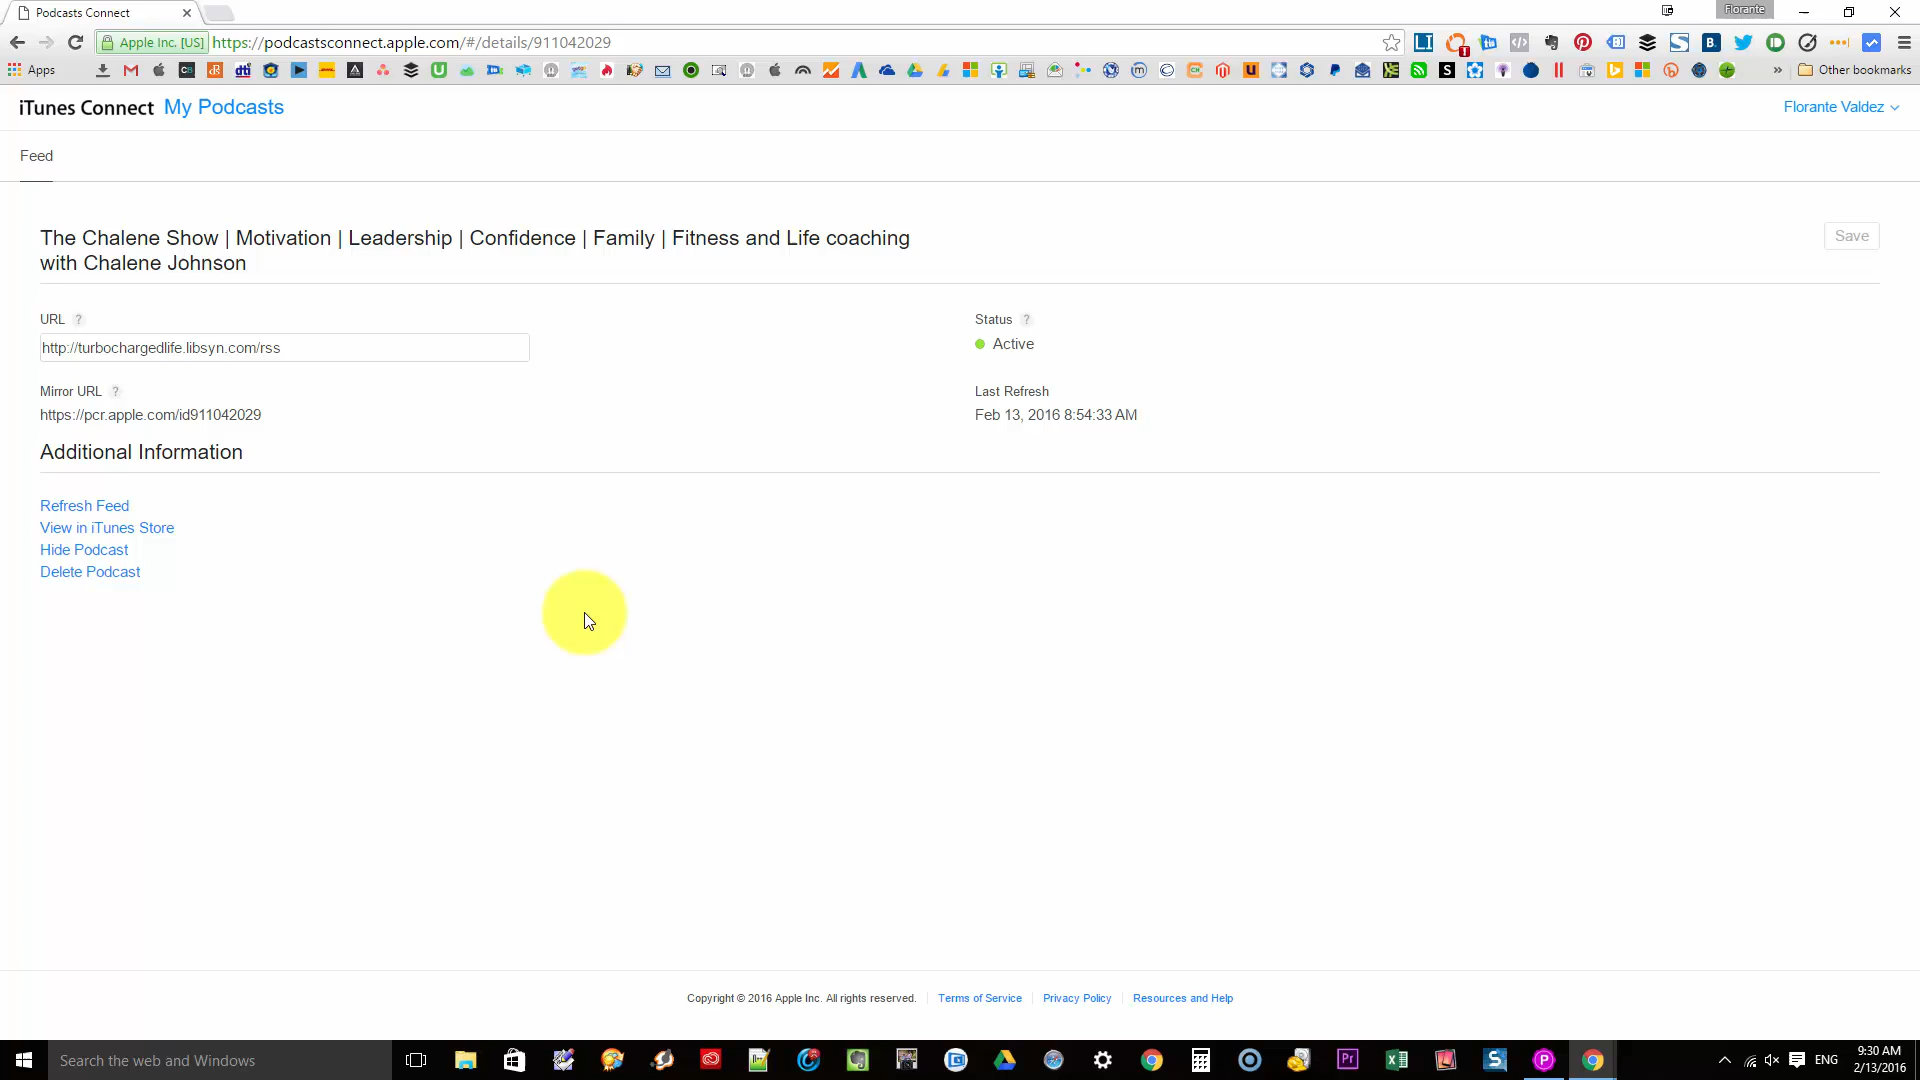 Podcasts Connect
Florante
Apple Inc. [US] https://podcastsconnect.apple.com/#/details/911042029
Apps
Other bookmarks
iTunes Connect My Podcasts
Florante Valdez
Feed
The Chalene Show | Motivation | Leadership | Confidence | Family | Fitness and Life coaching
with Chalene Johnson
Save
URL ?
Status ?
http://turbochargedlife.libsyn.com/rss
Active
Mirror URL ?
Last Refresh
https://pcr.apple.com/id911042029
Feb 13, 2016 8:54:33 AM
Additional Information
Refresh Feed
View in iTunes Store
Hide Podcast
Delete Podcast
Copyright © 2016 Apple Inc. All rights reserved.
Terms of Service
Privacy Policy
Resources and Help
Search the web and Windows
ENG
9:30 AM
2/13/2016